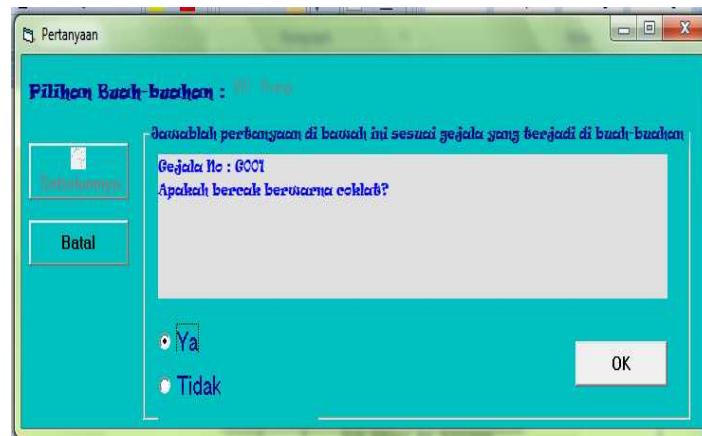 Pertanyaan
Pilihan Buah-buahan :
Jawablah pertanyaan di bawah ini sesuai gejala yang terjadi di buah-buahan
Gejala No : G001
Apakah bercak berwarna coklat?
Sebelumnya
Batal
Ya
Tidak
OK